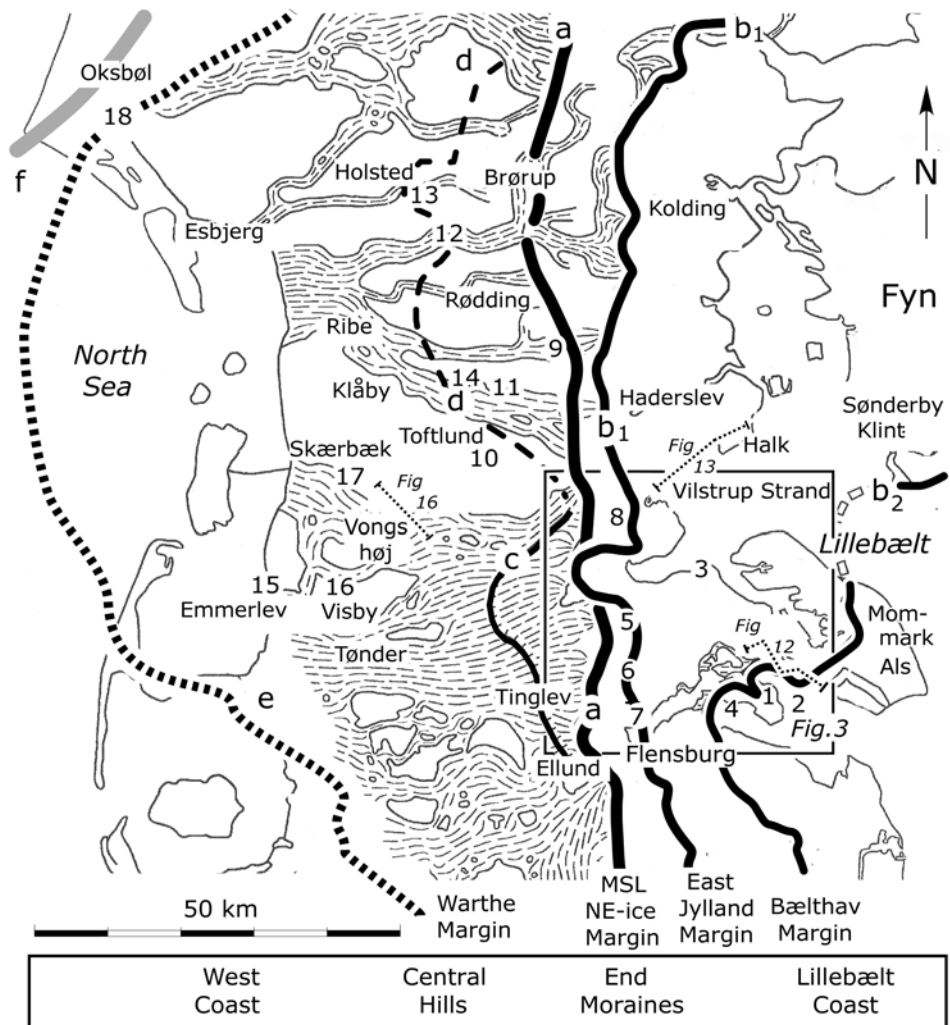 a
b1
d
Oksbøl
18
f
Holsted
13
Brørup
N
Kolding
Esbjerg
12
Fyn
Rødding
North
Sea
Ribe
9
Klåby
14
11
d
Haderslev
Sønderby
Klint
Toftlund
b1
Halk
Skærbæk
10
Fig
13
17
Fig
16
Vilstrup Strand
b2
Vongs
høj
8
Lillebælt
c
3
15
16
Emmerlev
Visby
5
Fig
12
Mom-
mark
Als
Tønder
6
e
Tinglev
a
7
4
1
2
Fig.3
Flensburg
Ellund
50 km
Warthe
Margin
MSL
NE-ice
Margin
East
Jylland
Margin
Bælthav
Margin
West
Coast
Central
Hills
End
Moraines
Lillebælt
Coast